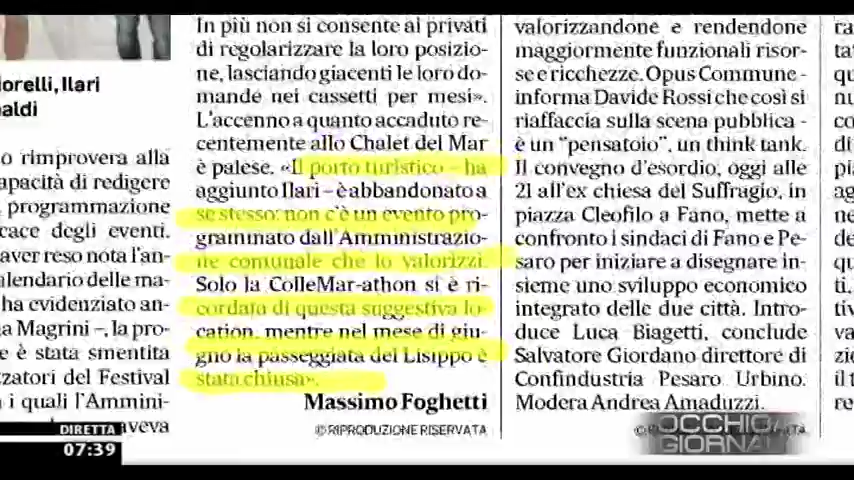 orelli, Ilari
aldi
o rimprovera alla
apacità di redigere
programmazione
cace degli eventi.
aver reso nota l'an-
alendario delle ma-
ha evidenziato an-
a Magrini –, la pro-
e è stata smentita
zzatori del Festival
i quali l'Ammini-
aveva
In più non si consente ai privati
di regolarizzare la loro posizio-
ne, lasciando giacenti le loro do-
mande nei cassetti per mesi».
L'accenno a quanto accaduto re-
centemente allo Chalet del Mar
è palese. «Il porto turistico – ha
aggiunto Ilari – è abbandonato a
se stesso: non c'è un evento pro-
grammato dall'Amministrazio-
ne comunale che lo valorizzi.
Solo la ColleMar-athon si è ri-
cordata di questa suggestiva lo-
cation, mentre nel mese di giu-
gno la passeggiata del Lisippo è
stata chiusa».
Massimo Foghetti
© RIPRODUZIONE RISERVATA
valorizzandone e rendendone
maggiormente funzionali risor-
se e ricchezze. Opus Commune -
informa Davide Rossi che così si
riaffaccia sulla scena pubblica -
è un "pensatoio", un think tank.
Il convegno d'esordio, oggi alle
21 all'ex chiesa del Suffragio, in
piazza Cleofilo a Fano, mette a
confronto i sindaci di Fano e Pe-
saro per iniziare a disegnare in-
sieme uno sviluppo economico
integrato delle due città. Intro-
duce Luca Biagetti, conclude
Salvatore Giordano direttore di
Confindustria Pesaro Urbino.
Modera Andrea Amaduzzi.
DIRETTA
07:39